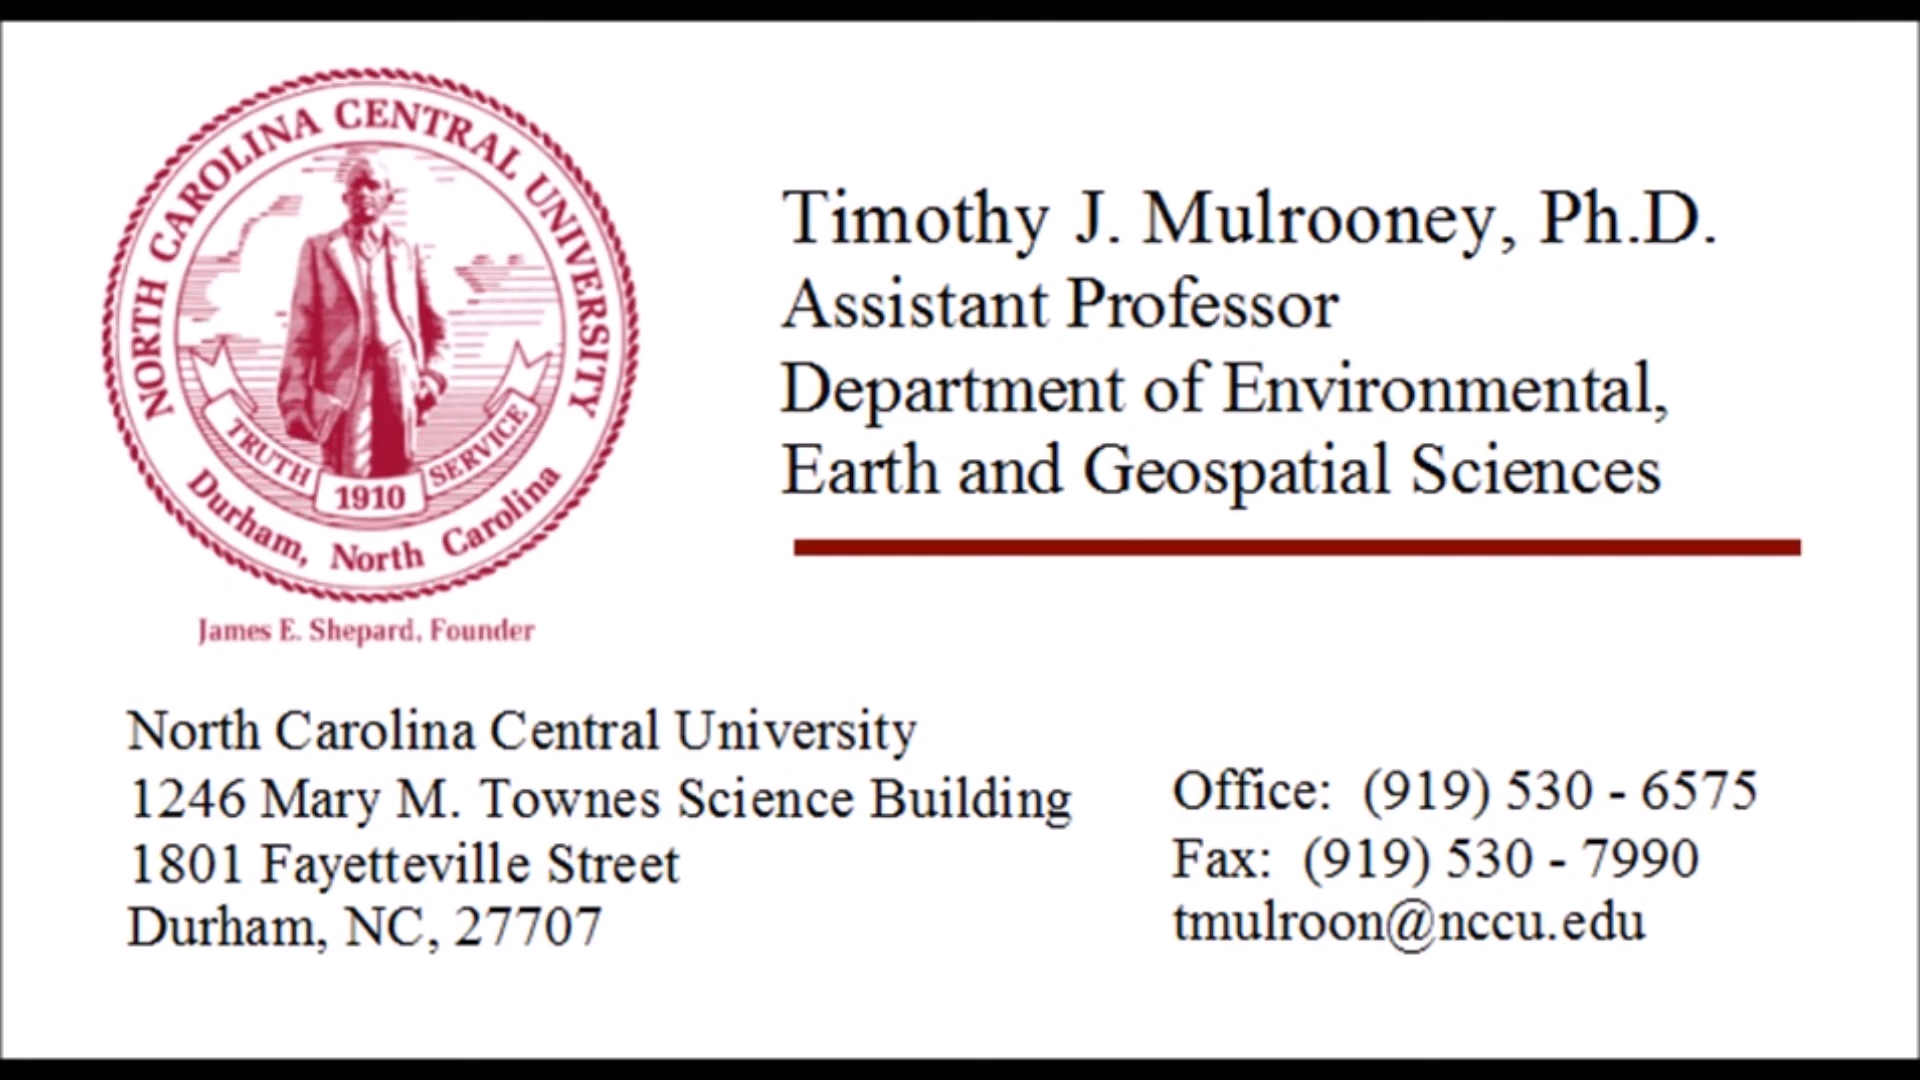 NORTH CAROLINA CENTRAL UNIVERSITY
TRUTH 1910 SERVICE
Durham, North Carolina
James E. Shepard, Founder
Timothy J. Mulrooney, Ph.D.
Assistant Professor
Department of Environmental,
Earth and Geospatial Sciences
North Carolina Central University
1246 Mary M. Townes Science Building
1801 Fayetteville Street
Durham, NC, 27707
Office:  (919) 530 - 6575
Fax:  (919) 530 - 7990
tmulroon@nccu.edu